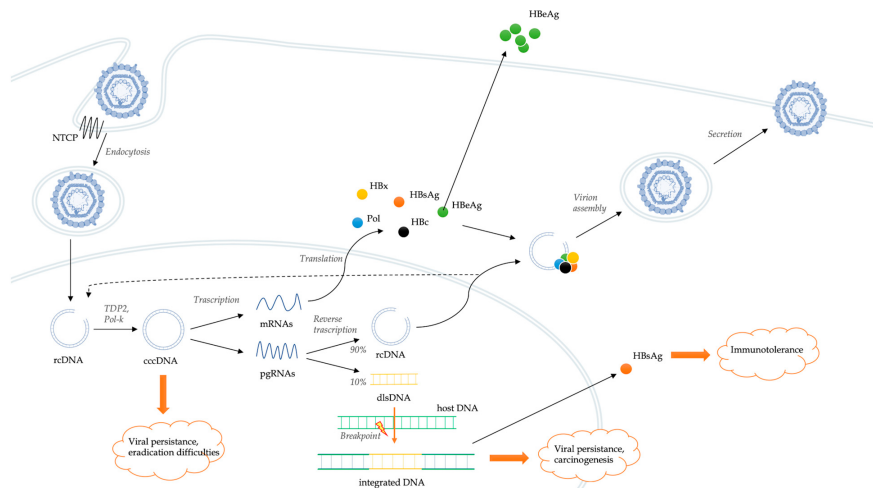 HBeAg
NTCP
Endocytosis
Secretion
HBx
HBsAg
HBeAg
Pol
HBc
Virion
assembly
Translation
TDP2,
Pol-k
Trascription
mRNAs
Reverse
trascription
90%
rcDNA
cccDNA
pgRNAs
rcDNA
10%
dlsDNA
host DNA
Breakpoint
integrated DNA
HBsAg
Immunotolerance
Viral persistance,
eradication difficulties
Viral persistance,
carcinogenesis